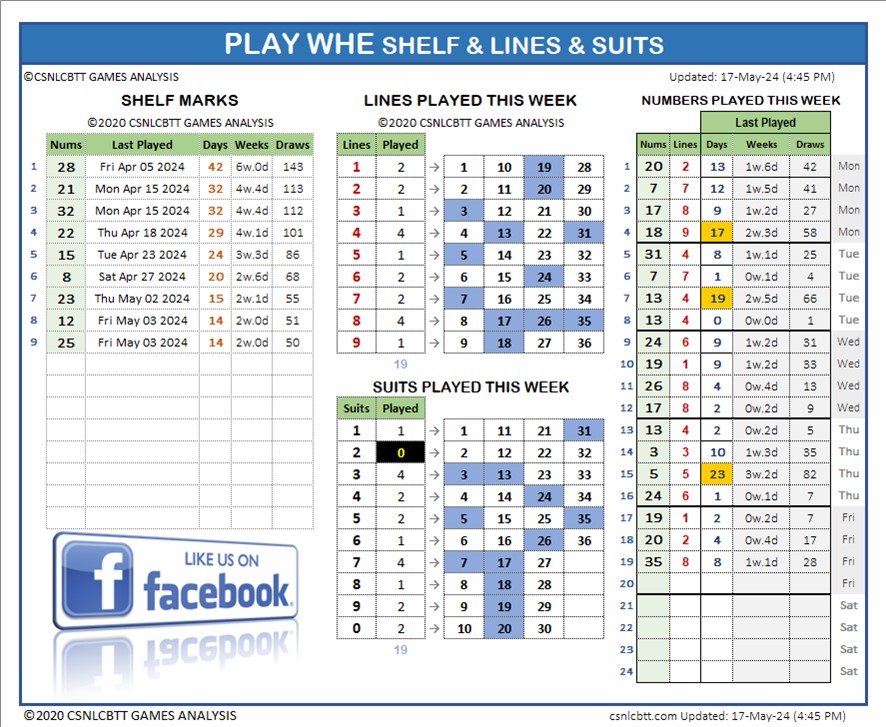 PLAY WHE SHELF & LINES & SUITS
©CSNLCBTT GAMES ANALYSIS
Updated: 17-May-24 (4:45 PM)
SHELF MARKS
©2020 CSNLCBTT GAMES ANALYSIS
Nums Last Played Days Weeks Draws
1 28 Fri Apr 05 2024 42 6w.0d 143
2 21 Mon Apr 15 2024 32 4w.4d 113
3 32 Mon Apr 15 2024 32 4w.4d 112
4 22 Thu Apr 18 2024 29 4w.1d 101
5 15 Tue Apr 23 2024 24 3w.3d 86
6 8 Sat Apr 27 2024 20 2w.6d 68
7 23 Thu May 02 2024 15 2w.1d 55
8 12 Fri May 03 2024 14 2w.0d 51
9 25 Fri May 03 2024 14 2w.0d 50
LIKE US ON
f facebook®
LINES PLAYED THIS WEEK
©2020 CSNLCBTT GAMES ANALYSIS
Lines Played
1 2 → 1 10 19 28
2 2 → 2 11 20 29
3 1 → 3 12 21 30
4 4 → 4 13 22 31
5 1 → 5 14 23 32
6 2 → 6 15 24 33
7 2 → 7 16 25 34
8 4 → 8 17 26 35
9 1 → 9 18 27 36
19
SUITS PLAYED THIS WEEK
Suits Played
1 1 → 1 11 21 31
2 0 → 2 12 22 32
3 4 → 3 13 23 33
4 2 → 4 14 24 34
5 2 → 5 15 25 35
6 1 → 6 16 26 36
7 4 → 7 17 27
8 1 → 8 18 28
9 2 → 9 19 29
0 2 → 10 20 30
19
NUMBERS PLAYED THIS WEEK
Last Played
Nums Lines Days Weeks Draws
1 20 2 13 1w.6d 42 Mon
2 7 7 12 1w.5d 41 Mon
3 17 8 9 1w.2d 27 Mon
4 18 9 17 2w.3d 58 Mon
5 31 4 8 1w.1d 25 Tue
6 7 7 1 0w.1d 4 Tue
7 13 4 19 2w.5d 66 Tue
8 13 4 0 0w.0d 1 Tue
9 24 6 9 1w.2d 31 Wed
10 19 1 9 1w.2d 33 Wed
11 26 8 4 0w.4d 13 Wed
12 17 8 2 0w.2d 9 Wed
13 13 4 2 0w.2d 5 Thu
14 3 3 10 1w.3d 35 Thu
15 5 5 23 3w.2d 82 Thu
16 24 6 1 0w.1d 7 Thu
17 19 1 2 0w.2d 7 Fri
18 20 2 4 0w.4d 17 Fri
19 35 8 8 1w.1d 28 Fri
20 Fri
21 Sat
22 Sat
23 Sat
24 Sat
©2020 CSNLCBTT GAMES ANALYSIS
csnlcbtt.com Updated: 17-May-24 (4:45 PM)